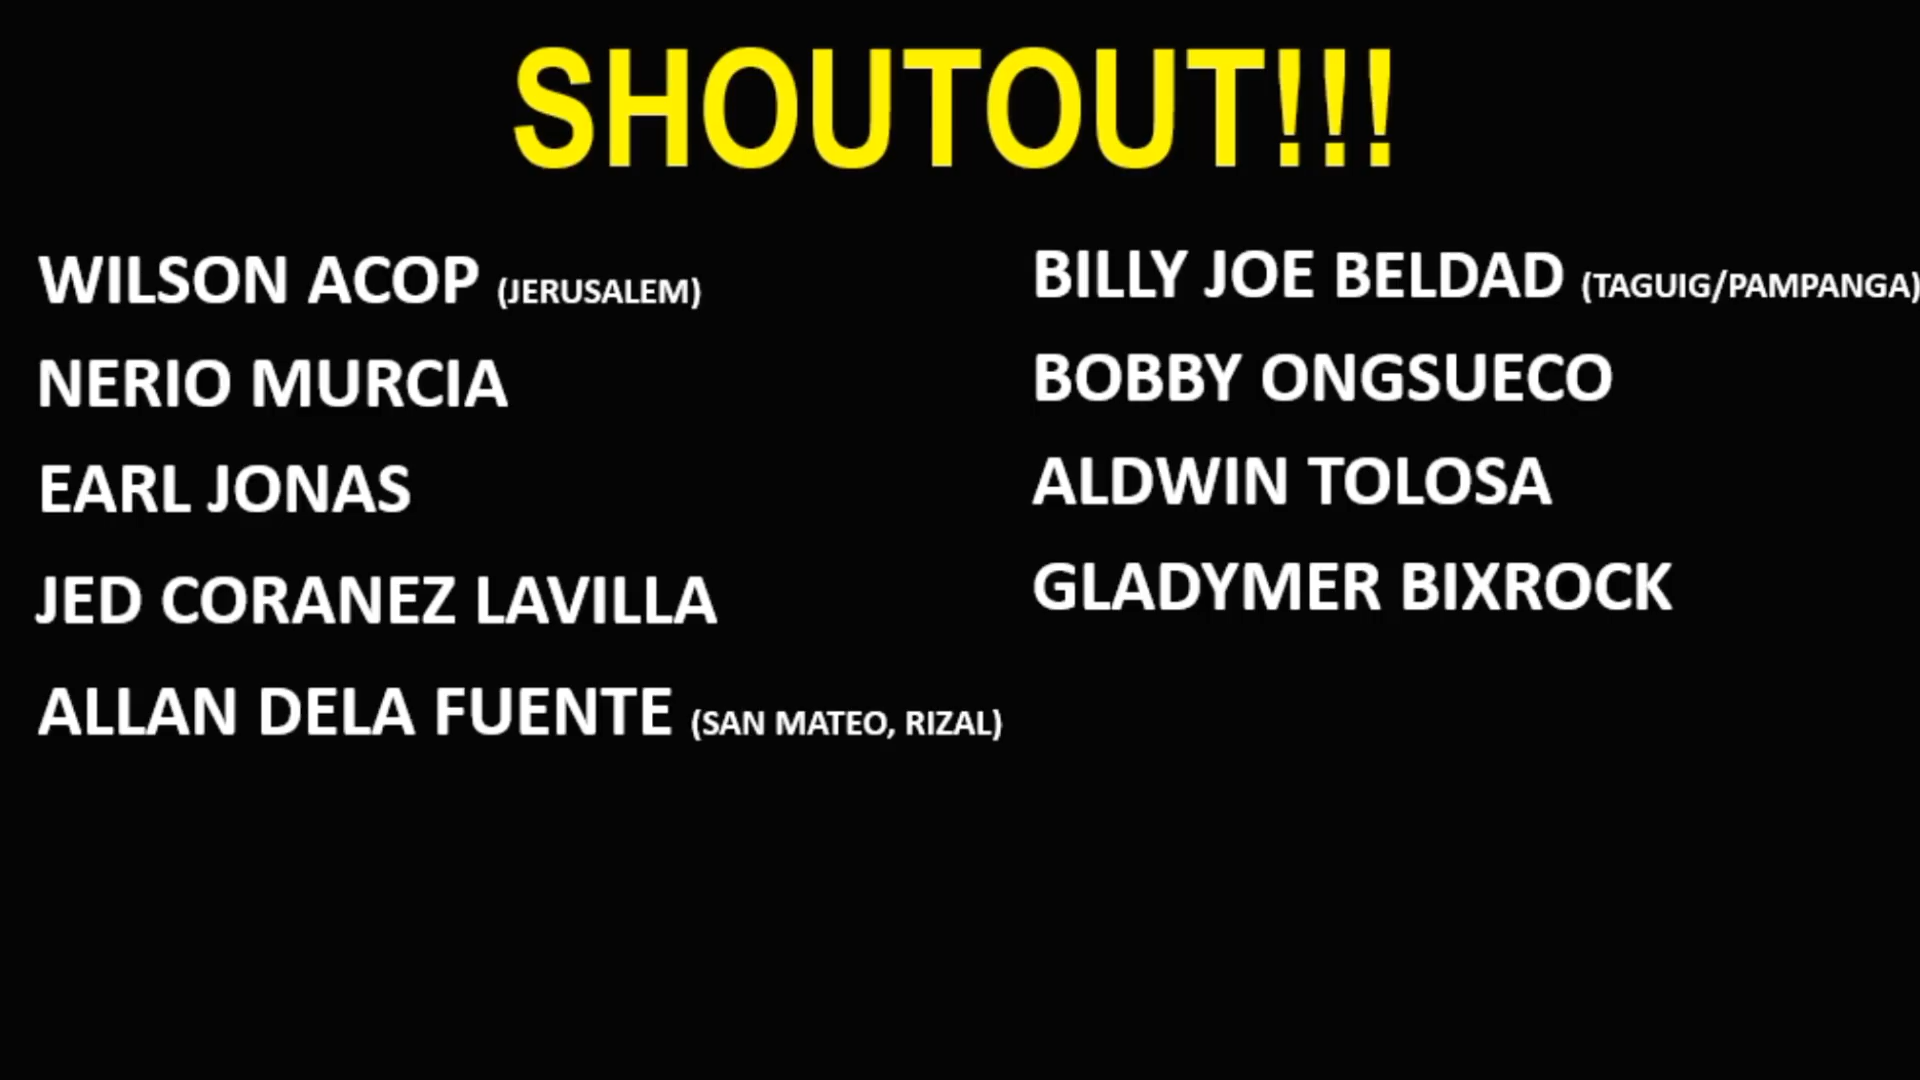 SHOUTOUT!!!
WILSON ACOP (JERUSALEM)
NERIO MURCIA
EARL JONAS
JED CORANEZ LAVILLA
ALLAN DELA FUENTE (SAN MATEO, RIZAL)
BILLY JOE BELDAD (TAGUIG/PAMPANGA)
BOBBY ONGSUECO
ALDWIN TOLOSA
GLADYMER BIXROCK